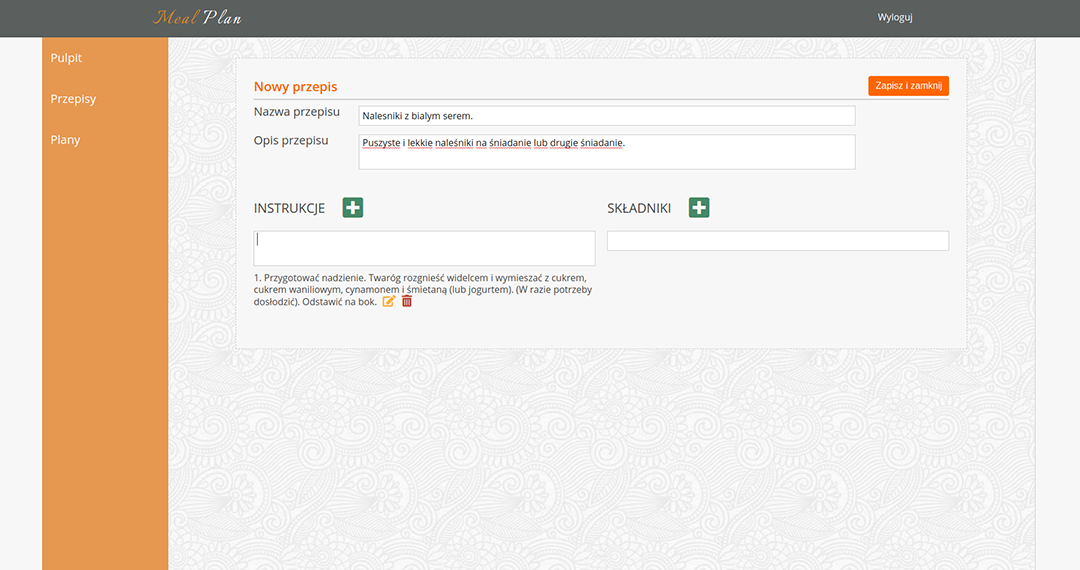 Meal Plan
Wyloguj
Pulpit
Przepisy
Plany
Nowy przepis
Zapisz i zamknij
Nazwa przepisu
Nalesniki z bialym serem.
Opis przepisu
Puszyste i lekkie naleśniki na śniadanie lub drugie śniadanie.
INSTRUKCJE
SKŁADNIKI
1. Przygotować nadzienie. Twaróg rozgnieść widelcem i wymieszać z cukrem,
cukrem waniliowym, cynamonem i śmietaną (lub jogurtem). (W razie potrzeby
dosłodzić). Odstawić na bok.